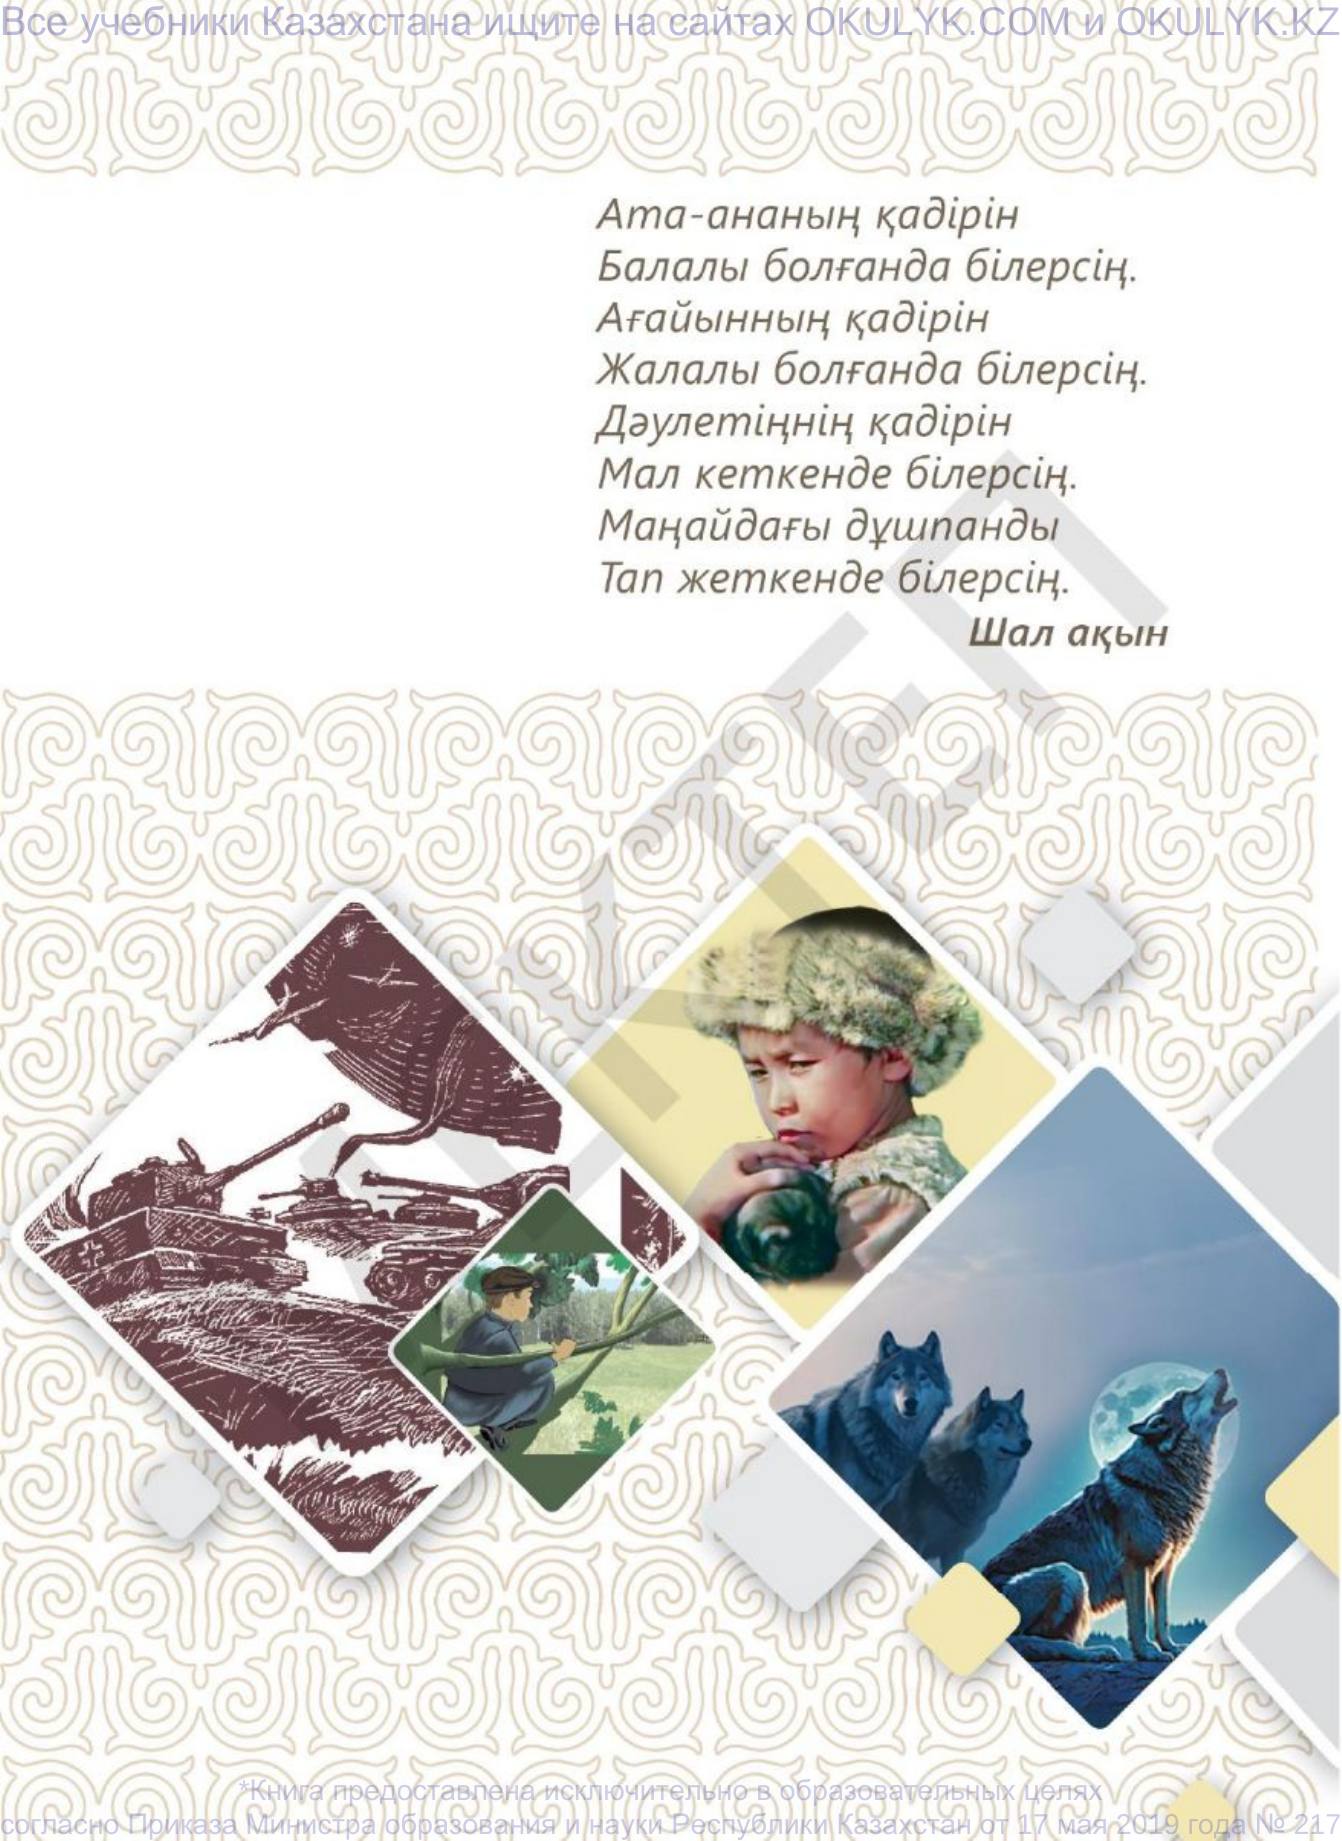 Все учебники Казахстана ищите на сайтах OKULYK.COM и OKULYK.KZ
Ата-ананың қадірін
Балалы болғанда білерсің.
Ағайынның қадірін
Жалалы болғанда білерсің.
Дәулетіңнің қадірін
Мал кеткенде білерсің.
Маңайдағы дұшпанды
Тап жеткенде білерсің.
Шал ақын
МЕКТЕП
*Книга предоставлена исключительно в образовательных целях
согласно Приказа Министра образования и науки Республики Казахстан от 17 мая 2019 года № 217